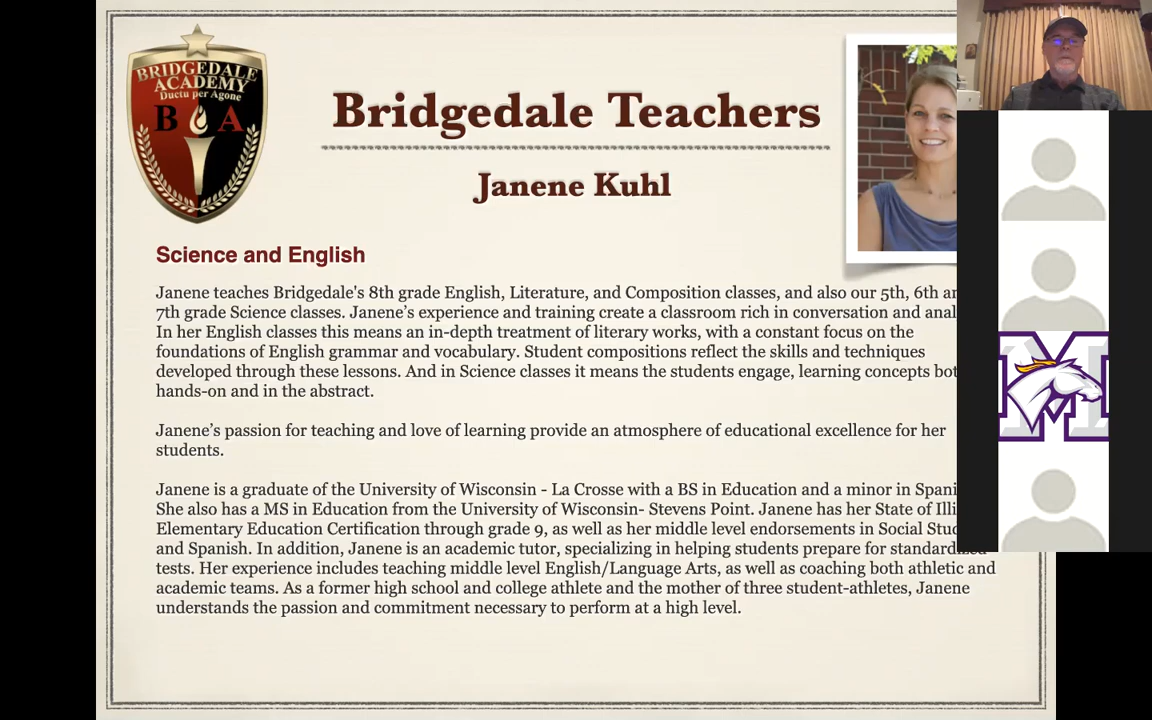 BRIDGEDALE
ACADEMY
Ductu per Agone
B A
Bridgedale Teachers
Janene Kuhl
Science and English
Janene teaches Bridgedale's 8th grade English, Literature, and Composition classes, and also our 5th, 6th
7th grade Science classes. Janene's experience and training create a classroom rich in conversation and
In her English classes this means an in-depth treatment of literary works, with a constant focus on the
foundations of English grammar and vocabulary. Student compositions reflect the skills and techniques
developed through these lessons. And in Science classes it means the students engage, learning concepts
hands-on and in the abstract.
Janene's passion for teaching and love of learning provide an atmosphere of educational excellence for her
students.
Janene is a graduate of the University of Wisconsin - La Crosse with a BS in Education and a minor in
She also has a MS in Education from the University of Wisconsin- Stevens Point. Janene has her State of
Elementary Education Certification through grade 9, as well as her middle level endorsements in Social
and Spanish. In addition, Janene is an academic tutor, specializing in helping students prepare for standardized
tests. Her experience includes teaching middle level English/Language Arts, as well as coaching both athletic and
academic teams. As a former high school and college athlete and the mother of three student-athletes, Janene
understands the passion and commitment necessary to perform at a high level.
M